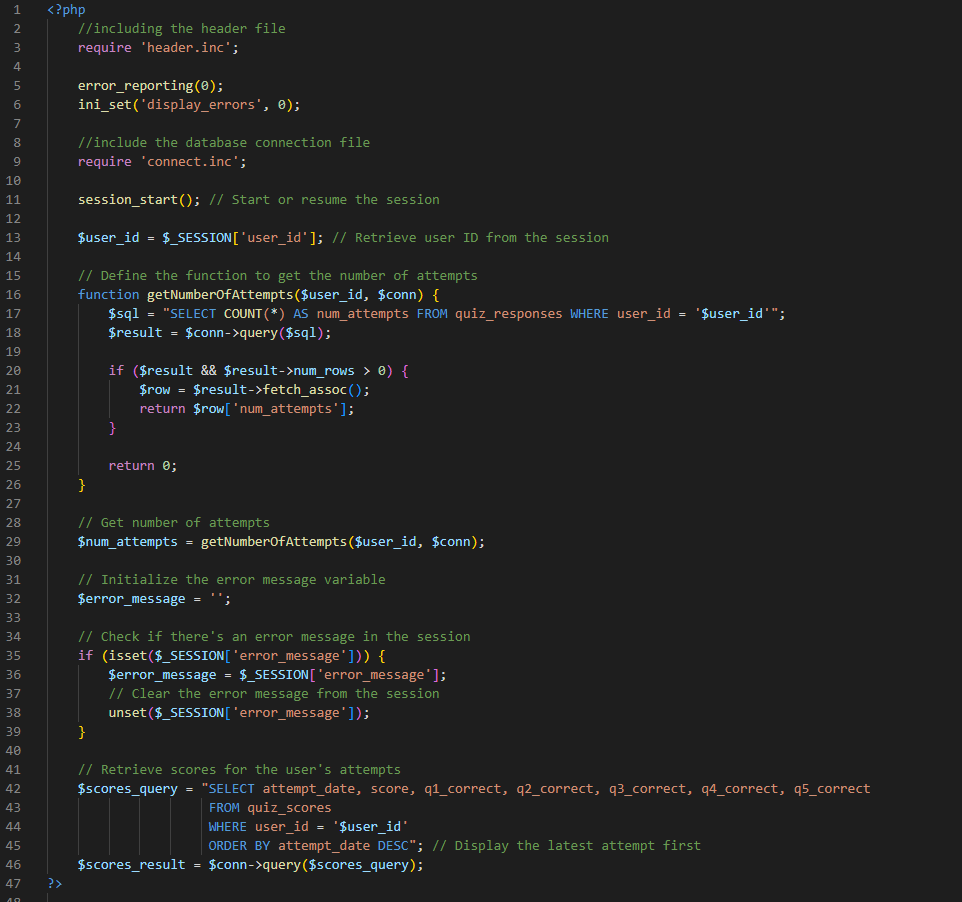 1 <?php
2 //including the header file
3 require 'header.inc';
4
5 error_reporting(0);
6 ini_set('display_errors', 0);
7
8 //include the database connection file
9 require 'connect.inc';
10
11 session_start(); // Start or resume the session
12
13 $user_id = $_SESSION['user_id']; // Retrieve user ID from the session
14
15 // Define the function to get the number of attempts
16 function getNumberOfAttempts($user_id, $conn) {
17 $sql = "SELECT COUNT(*) AS num_attempts FROM quiz_responses WHERE user_id = '$user_id'";
18 $result = $conn->query($sql);
19
20 if ($result && $result->num_rows > 0) {
21 $row = $result->fetch_assoc();
22 return $row['num_attempts'];
23 }
24
25 return 0;
26 }
27
28 // Get number of attempts
29 $num_attempts = getNumberOfAttempts($user_id, $conn);
30
31 // Initialize the error message variable
32 $error_message = '';
33
34 // Check if there's an error message in the session
35 if (isset($_SESSION['error_message'])) {
36 $error_message = $_SESSION['error_message'];
37 // Clear the error message from the session
38 unset($_SESSION['error_message']);
39 }
40
41 // Retrieve scores for the user's attempts
42 $scores_query = "SELECT attempt_date, score, q1_correct, q2_correct, q3_correct, q4_correct, q5_correct
43 FROM quiz_scores
44 WHERE user_id = '$user_id'
45 ORDER BY attempt_date DESC"; // Display the latest attempt first
46 $scores_result = $conn->query($scores_query);
47 ?>